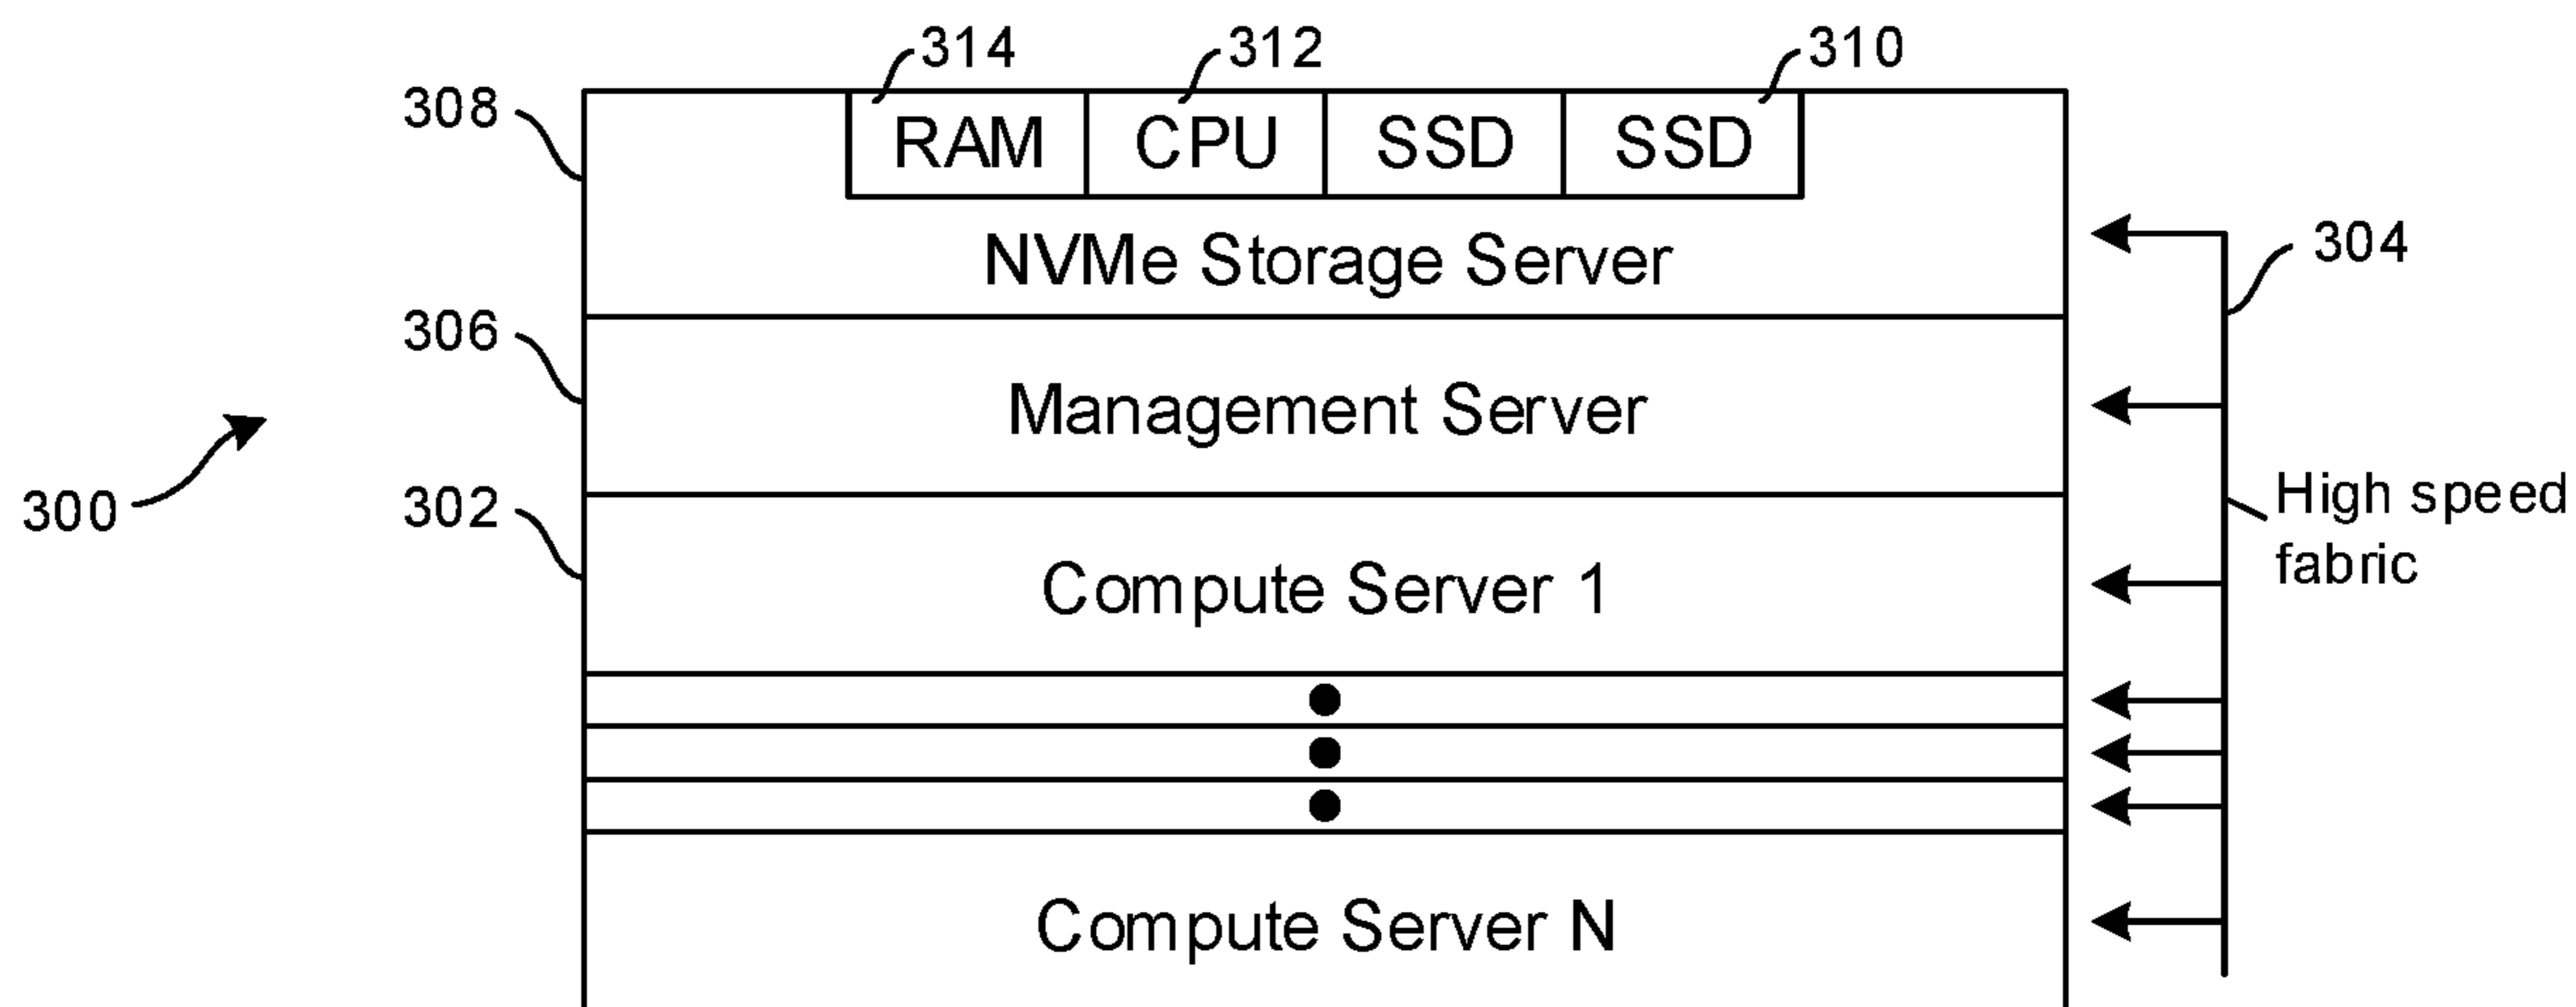 314
312
310
308
RAM
CPU
SSD
SSD
NVMe Storage Server
304
306
Management Server
300
302
High speed
fabric
Compute Server 1
Compute Server N